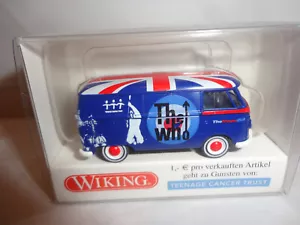 The
Who
WIKING
1,- € pro verkauften Artikel
geht zu Gunsten von:
TEENAGE CANCER TRUST